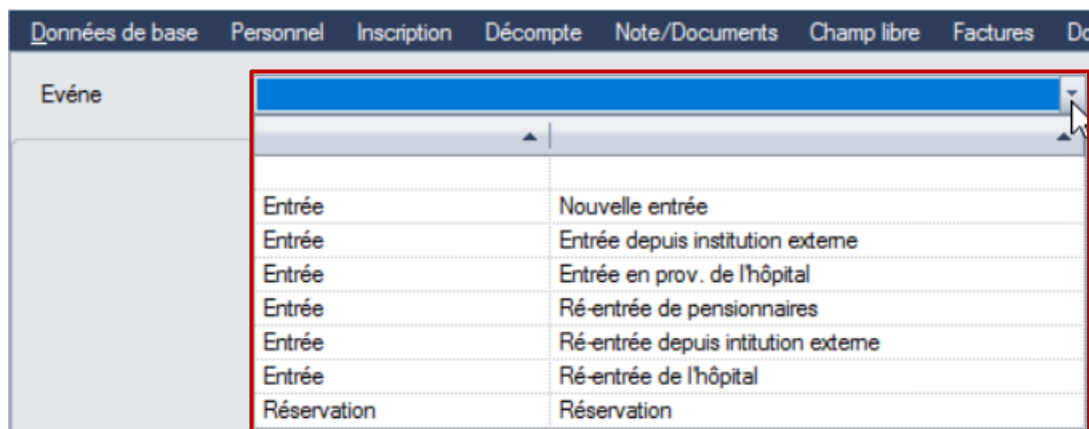 Données de base Personnel Inscription Décompte Note/Documents Champ libre Factures Do
Evéne
Entrée Nouvelle entrée
Entrée Entrée depuis institution externe
Entrée Entrée en prov. de l'hôpital
Entrée Ré-entrée de pensionnaires
Entrée Ré-entrée depuis intitution externe
Entrée Ré-entrée de l'hôpital
Réservation Réservation